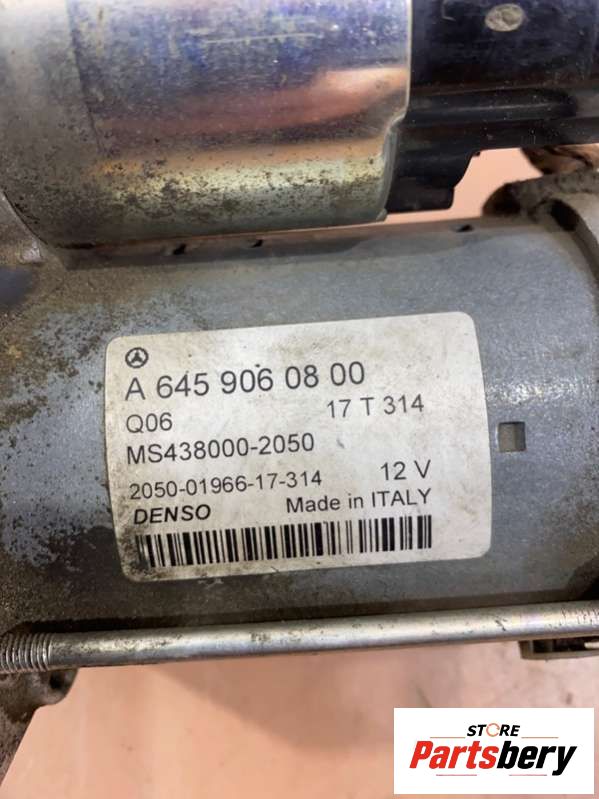 A 645 906 08 00
Q06 17 T 314
MS438000-2050
2050-01966-17-314 12 V
DENSO Made in ITALY
STORE
Partsbery